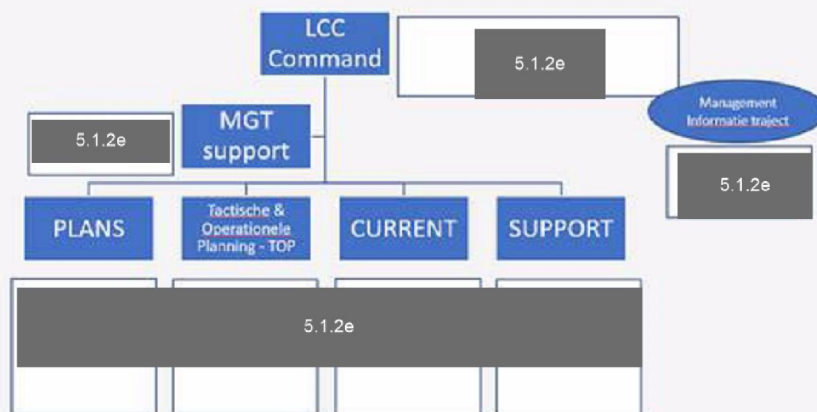 LCC
Command
5.1.2e
Management
Informatie traject
5.1.2e
MGT
support
5.1.2e
PLANS
Tactische &
Operationele
Planning - TOP
CURRENT
SUPPORT
5.1.2e